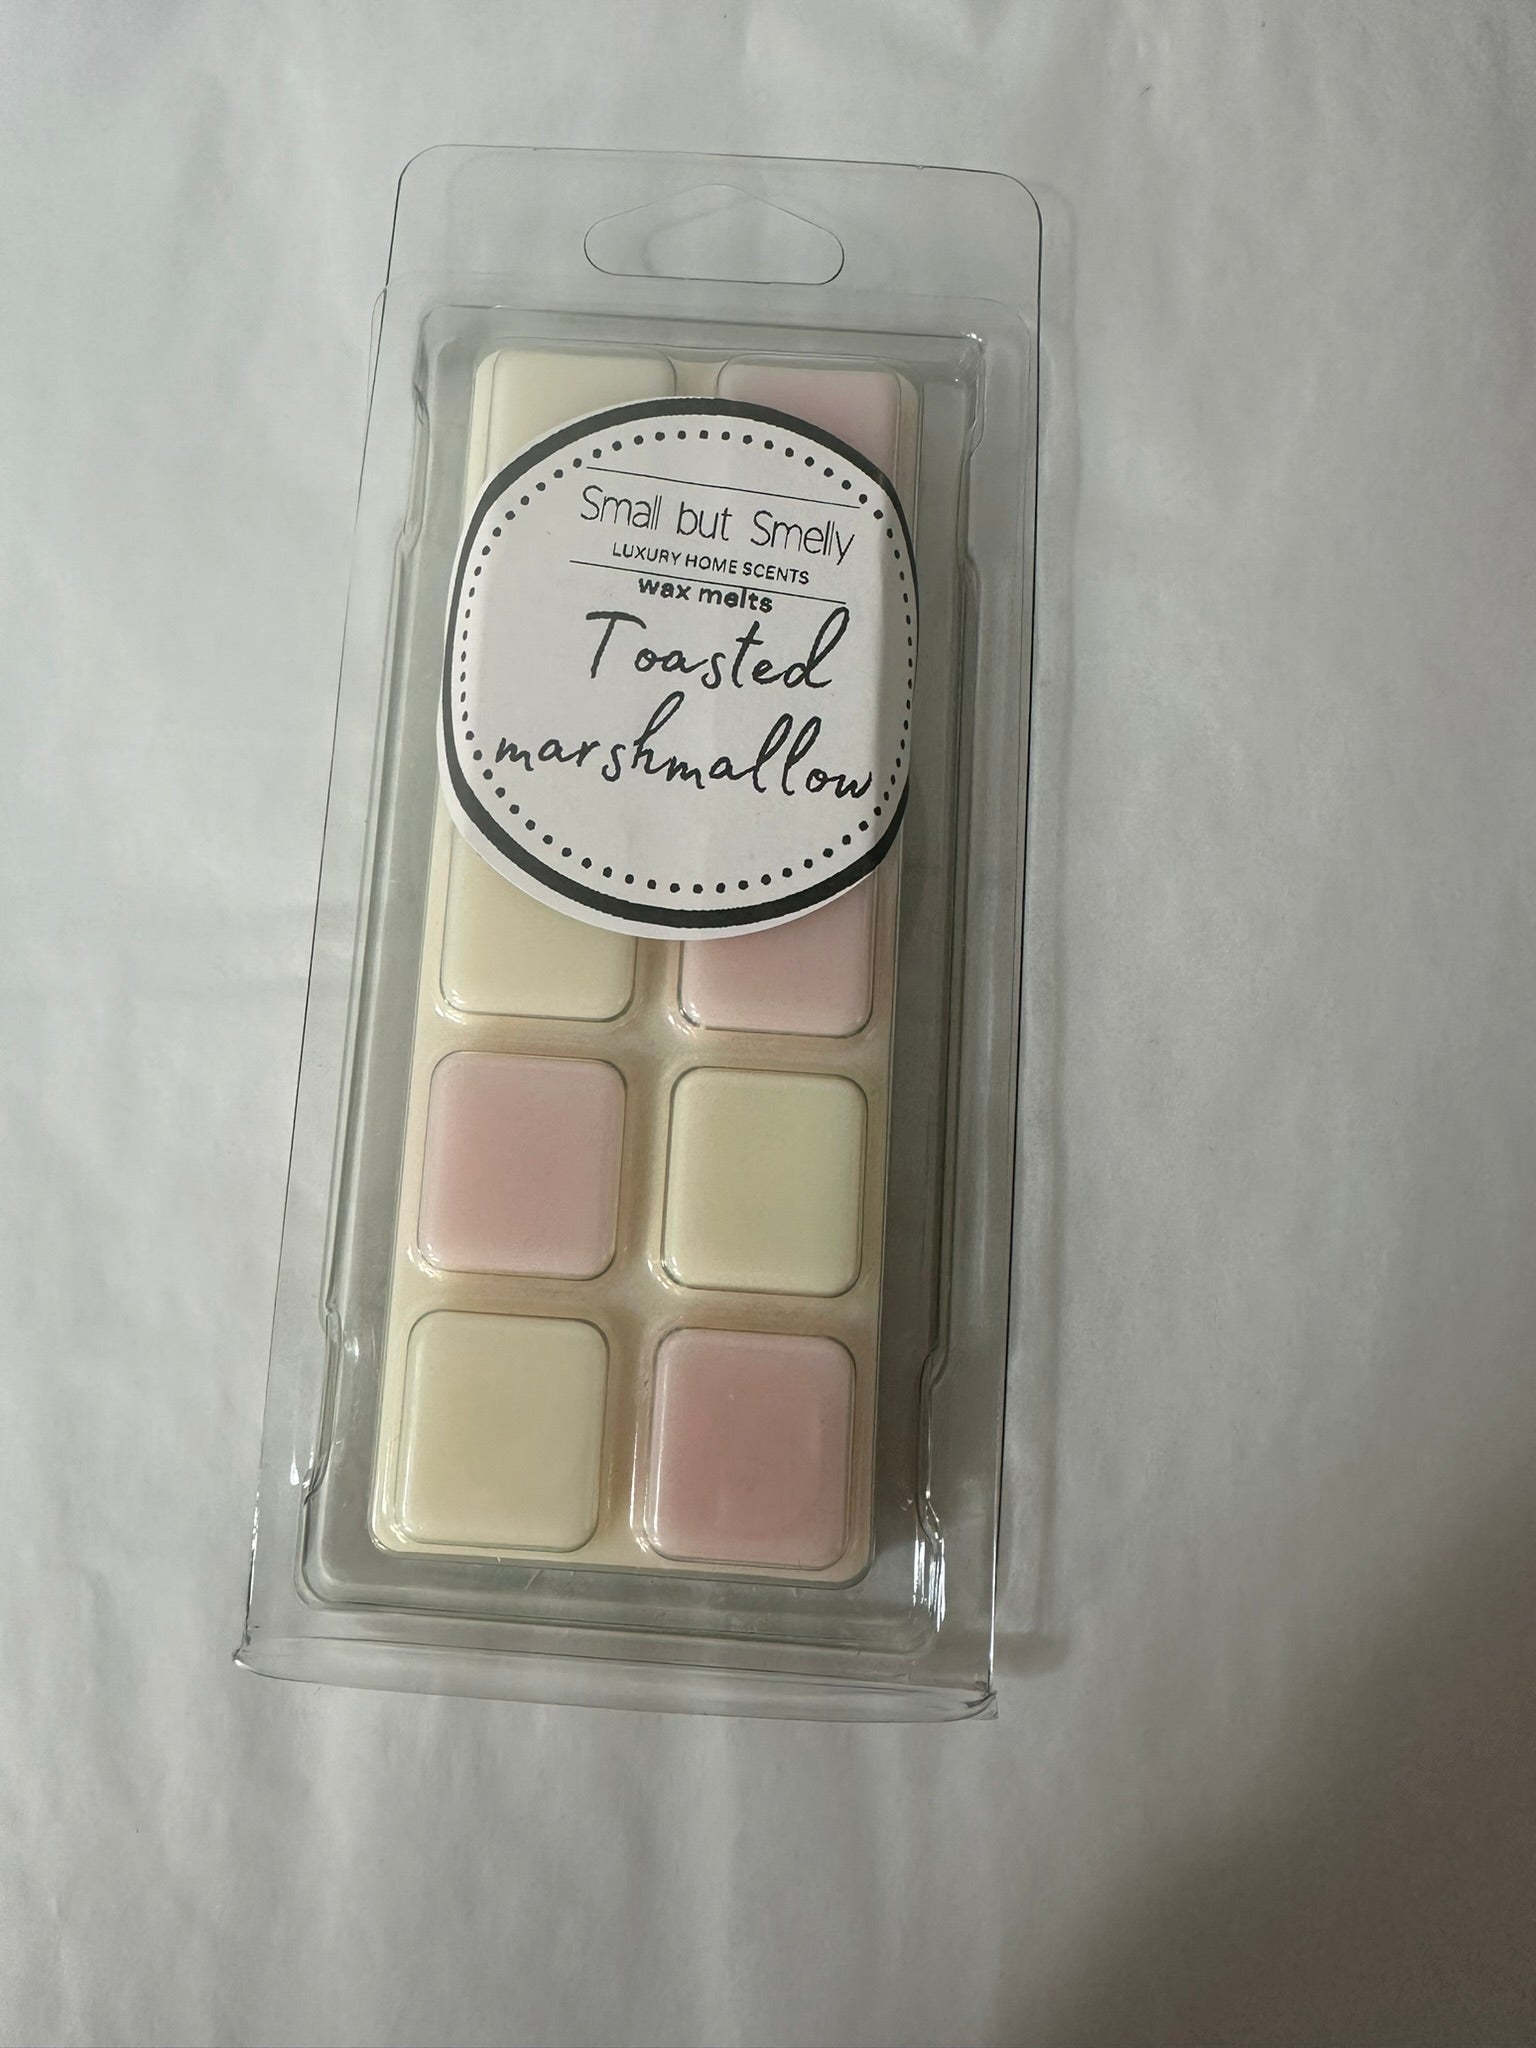 Small but Smelly
LUXURY HOME SCENTS
wax melts
Toasted
marshmallow